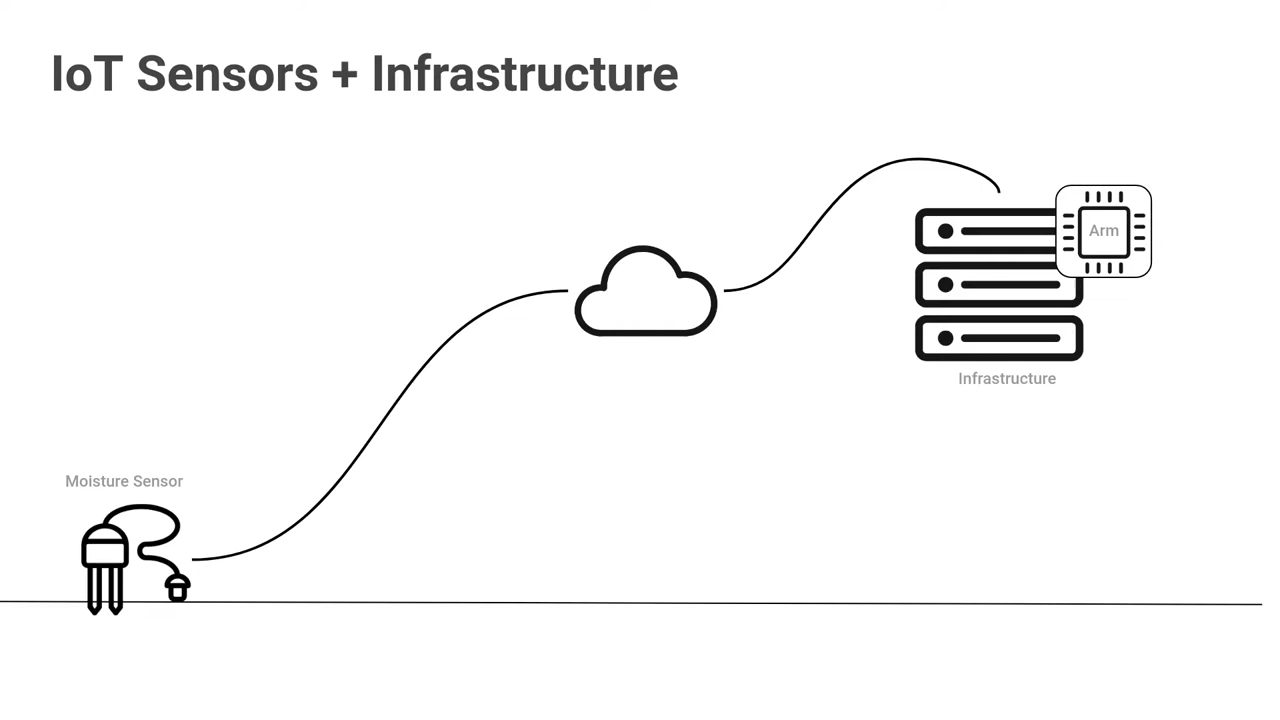 IoT Sensors + Infrastructure
Arm
Infrastructure
Moisture Sensor